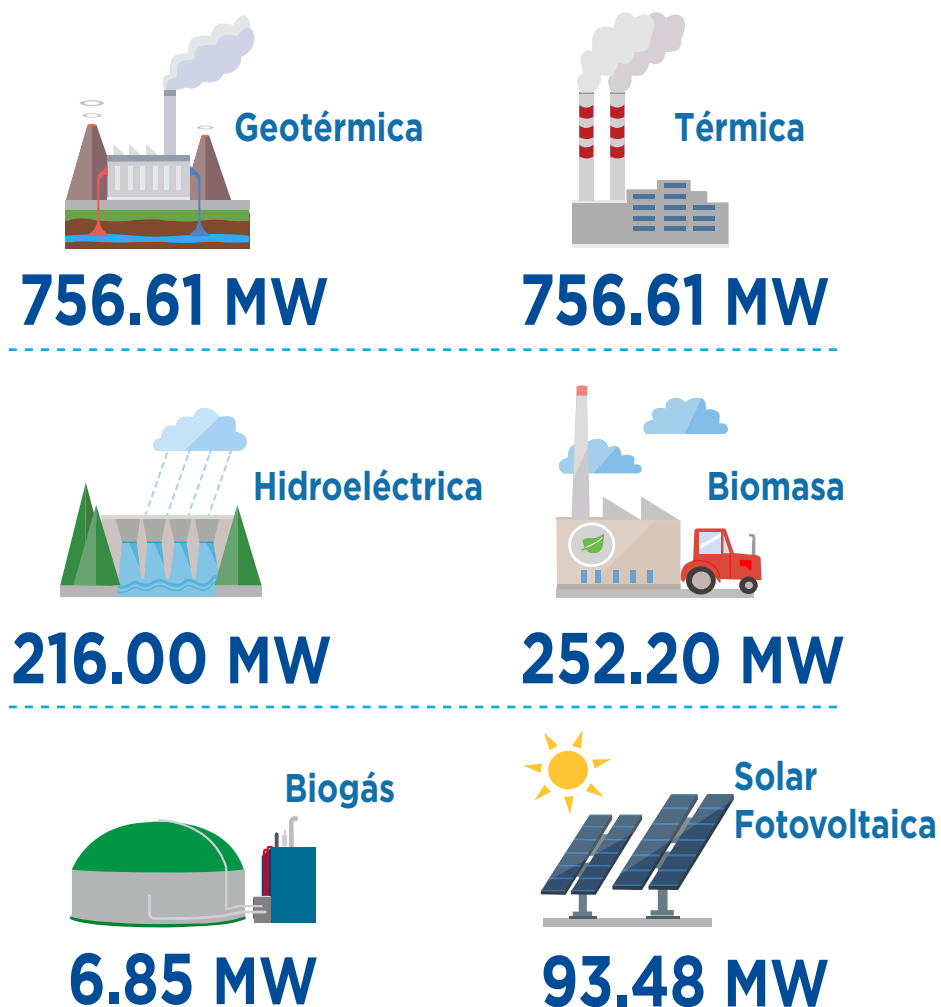 Geotérmica
756.61 MW
Térmica
756.61 MW
Hidroeléctrica
216.00 MW
Biomasa
252.20 MW
Biogás
6.85 MW
Solar
Fotovoltaica
93.48 MW